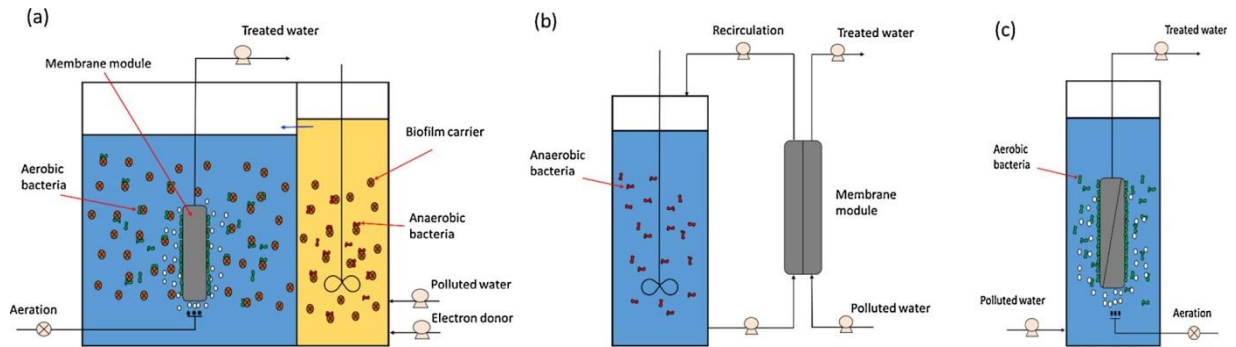 (a)
Treated water
Membrane module
Biofilm carrier
Aerobic
bacteria
Anaerobic
bacteria
Polluted water
Aeration
Electron donor
(b)
Recirculation
Treated water
Anaerobic
bacteria
Membrane
module
Polluted water
(c)
Treated water
Aerobic
bacteria
Polluted water
Aeration